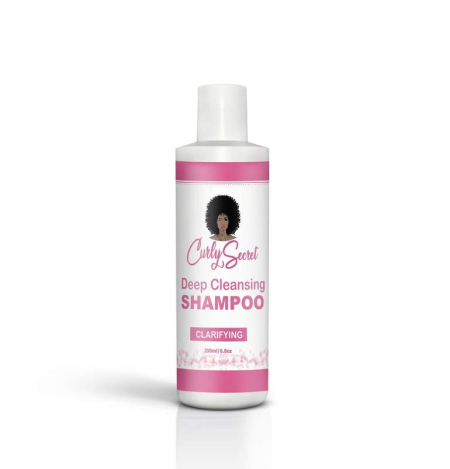 Curly Secret
Deep Cleansing
SHAMPOO
CLARIFYING
200ml/6.8oz